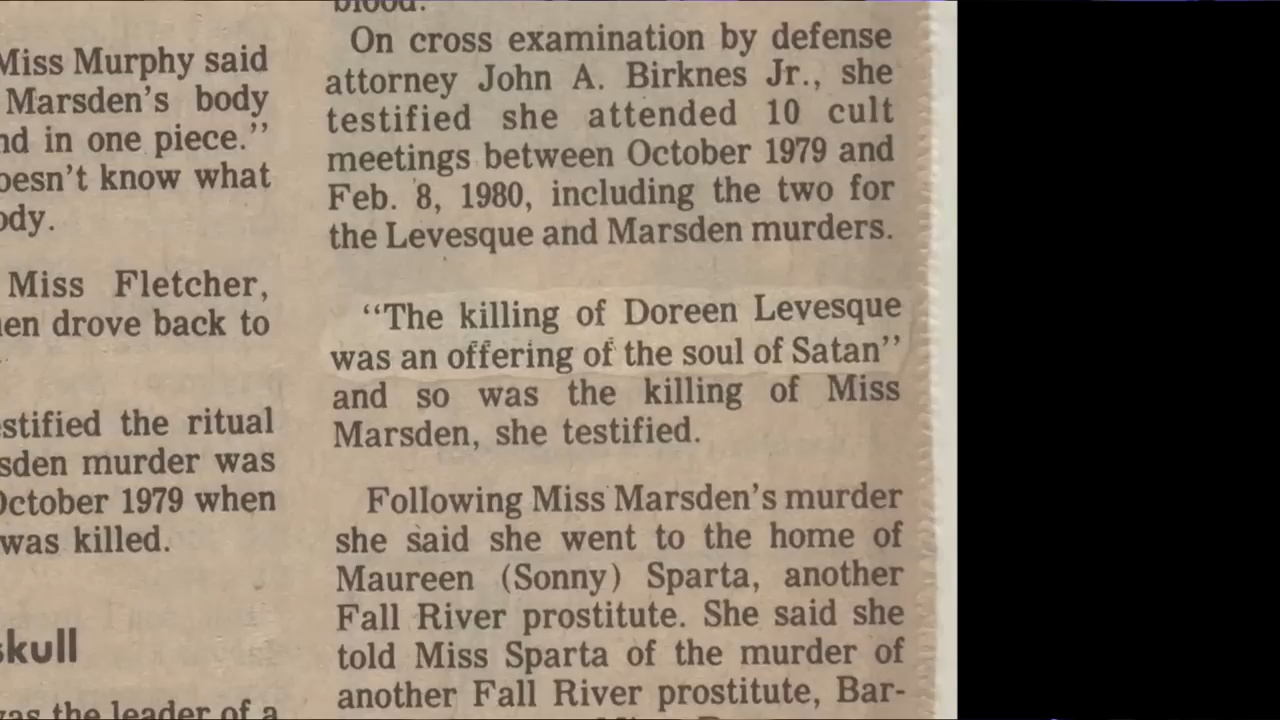 Miss Murphy said
Marsden's body
nd in one piece."
oesn't know what
ody.
Miss Fletcher,
en drove back to
estified the ritual
sden murder was
October 1979 when
was killed.
skull
was the leader of a
blood.
On cross examination by defense
attorney John A. Birknes Jr., she
testified she attended 10 cult
meetings between October 1979 and
Feb. 8, 1980, including the two for
the Levesque and Marsden murders.
"The killing of Doreen Levesque
was an offering of the soul of Satan"
and so was the killing of Miss
Marsden, she testified.
Following Miss Marsden's murder
she said she went to the home of
Maureen (Sonny) Sparta, another
Fall River prostitute. She said she
told Miss Sparta of the murder of
another Fall River prostitute, Bar-